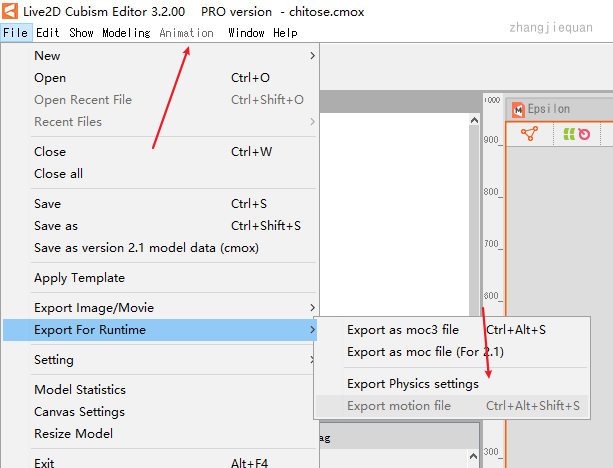 Live2D Cubism Editor 3.2.00 PRO version - chitose.cmox
File Edit Show Modeling Animation Window Help
zhangjiequan
New
Open Ctrl+O
Open Recent File Ctrl+Shift+O
Recent Files
Close Ctrl+W
Close all
Save Ctrl+S
Save as Ctrl+Shift+S
Save as version 2.1 model data (cmox)
Apply Template
Export Image/Movie
Export For Runtime
Setting
Model Statistics
Canvas Settings
Resize Model
Exit Alt+F4
Export as moc3 file Ctrl+Alt+S
Export as moc file (For 2.1)
Export Physics settings
Export motion file Ctrl+Alt+Shift+S
Epsilon
1000
900
800
700
600
300